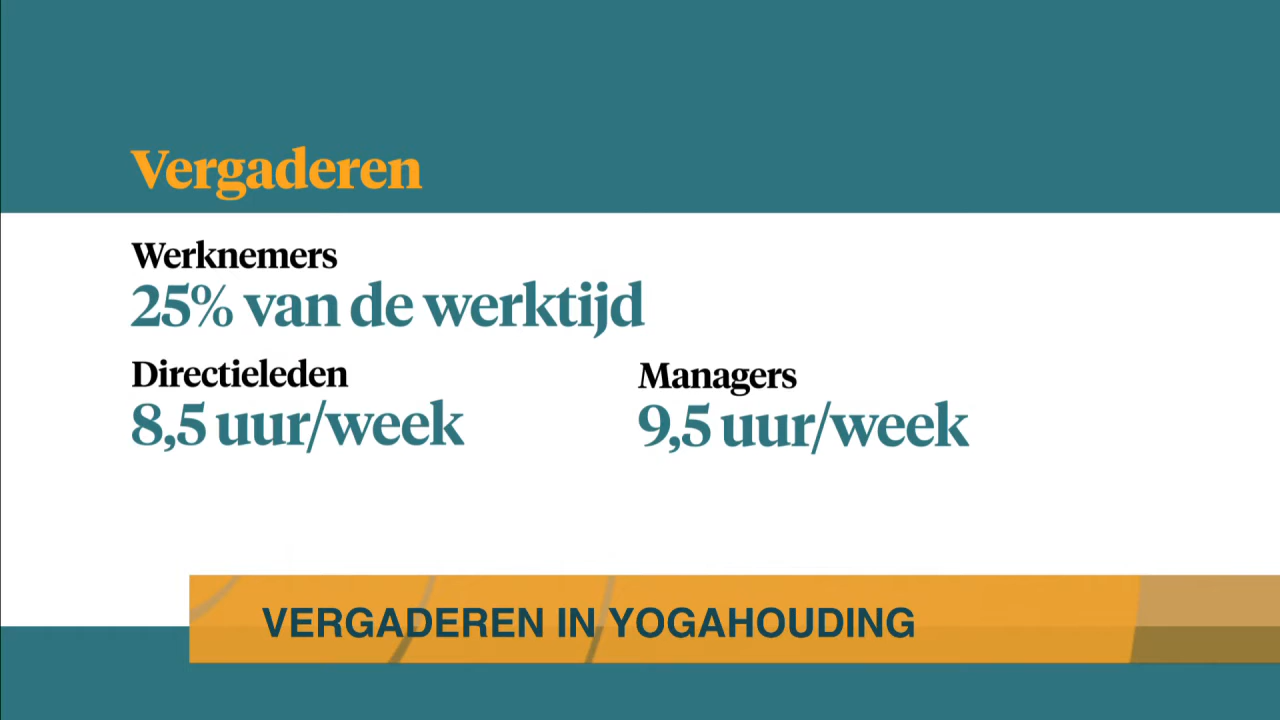 Vergaderen
Werknemers
25% van de werktijd
Directieleden
8,5 uur/week
Managers
9,5 uur/week
VERGADEREN IN YOGAHOUDING